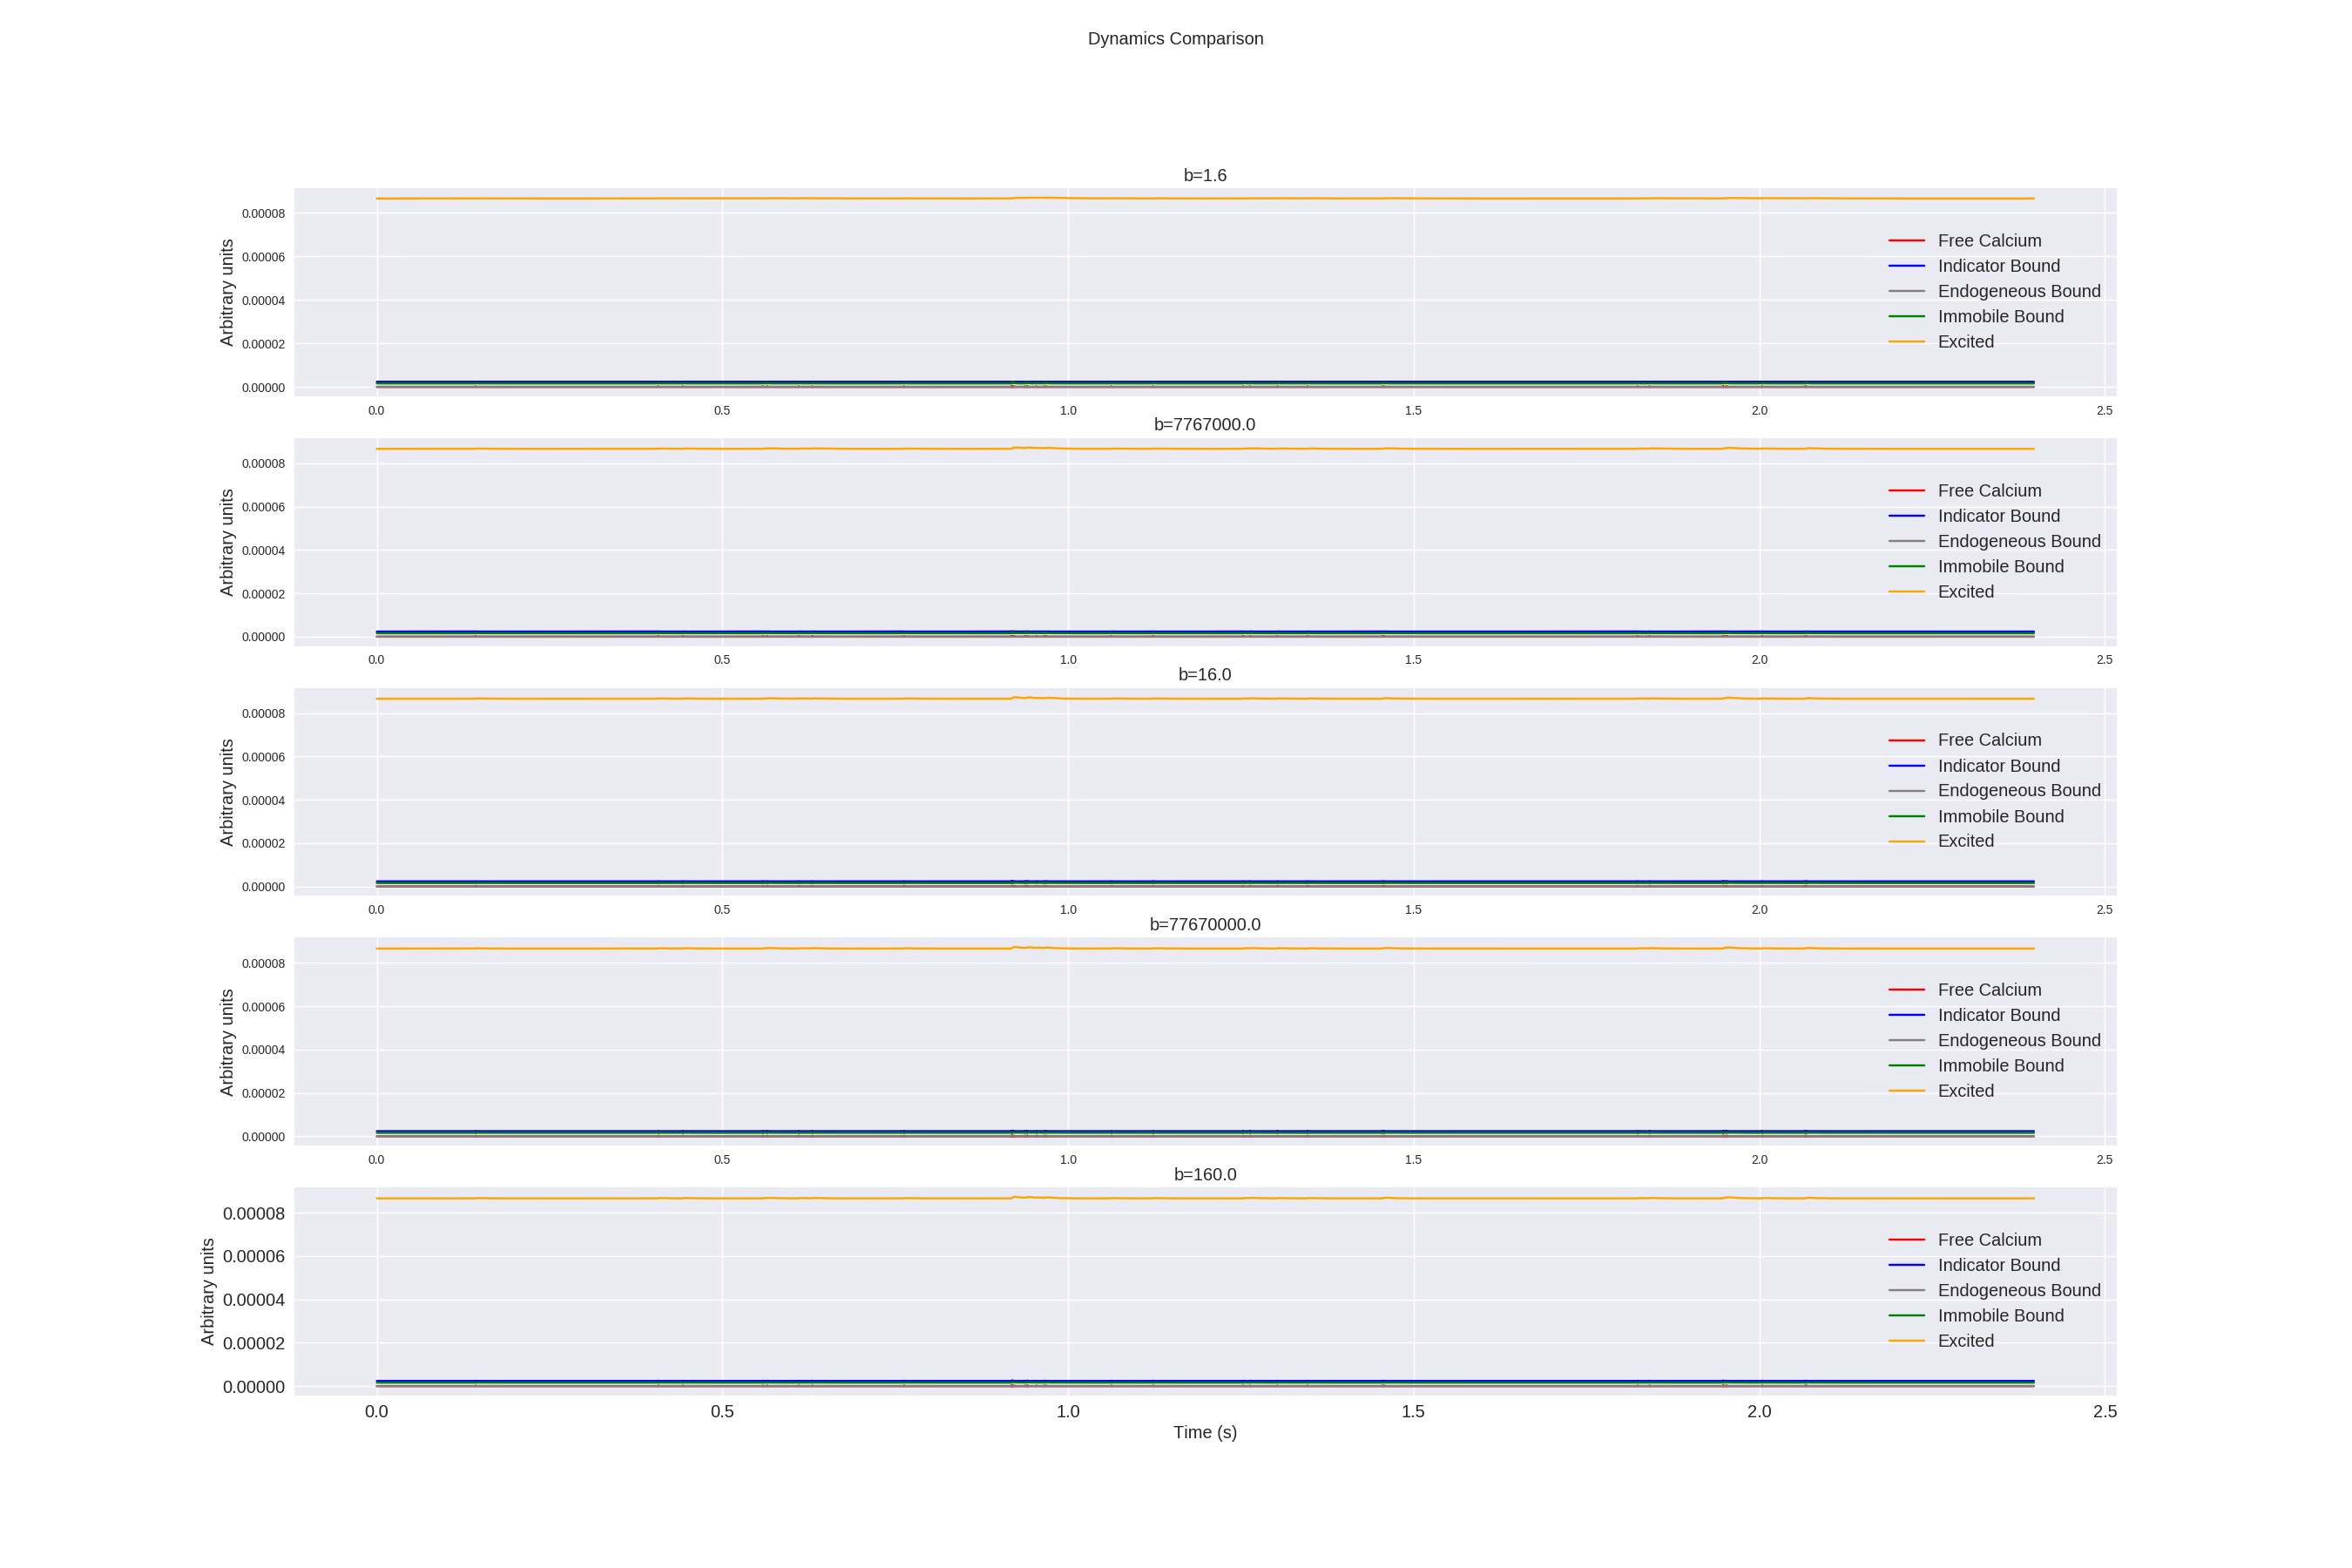 Dynamics Comparison
b=1.6
Arbitrary units
0.00008
0.00006
0.00004
0.00002
0.00000
Free Calcium
Indicator Bound
Endogeneous Bound
Immobile Bound
Excited
0.0 0.5 1.0 1.5 2.0 2.5
b=7767000.0
Arbitrary units
0.00008
0.00006
0.00004
0.00002
0.00000
Free Calcium
Indicator Bound
Endogeneous Bound
Immobile Bound
Excited
0.0 0.5 1.0 1.5 2.0 2.5
b=16.0
Arbitrary units
0.00008
0.00006
0.00004
0.00002
0.00000
Free Calcium
Indicator Bound
Endogeneous Bound
Immobile Bound
Excited
0.0 0.5 1.0 1.5 2.0 2.5
b=77670000.0
Arbitrary units
0.00008
0.00006
0.00004
0.00002
0.00000
Free Calcium
Indicator Bound
Endogeneous Bound
Immobile Bound
Excited
0.0 0.5 1.0 1.5 2.0 2.5
b=160.0
Arbitrary units
0.00008
0.00006
0.00004
0.00002
0.00000
Free Calcium
Indicator Bound
Endogeneous Bound
Immobile Bound
Excited
0.0 0.5 1.0 1.5 2.0 2.5
Time (s)